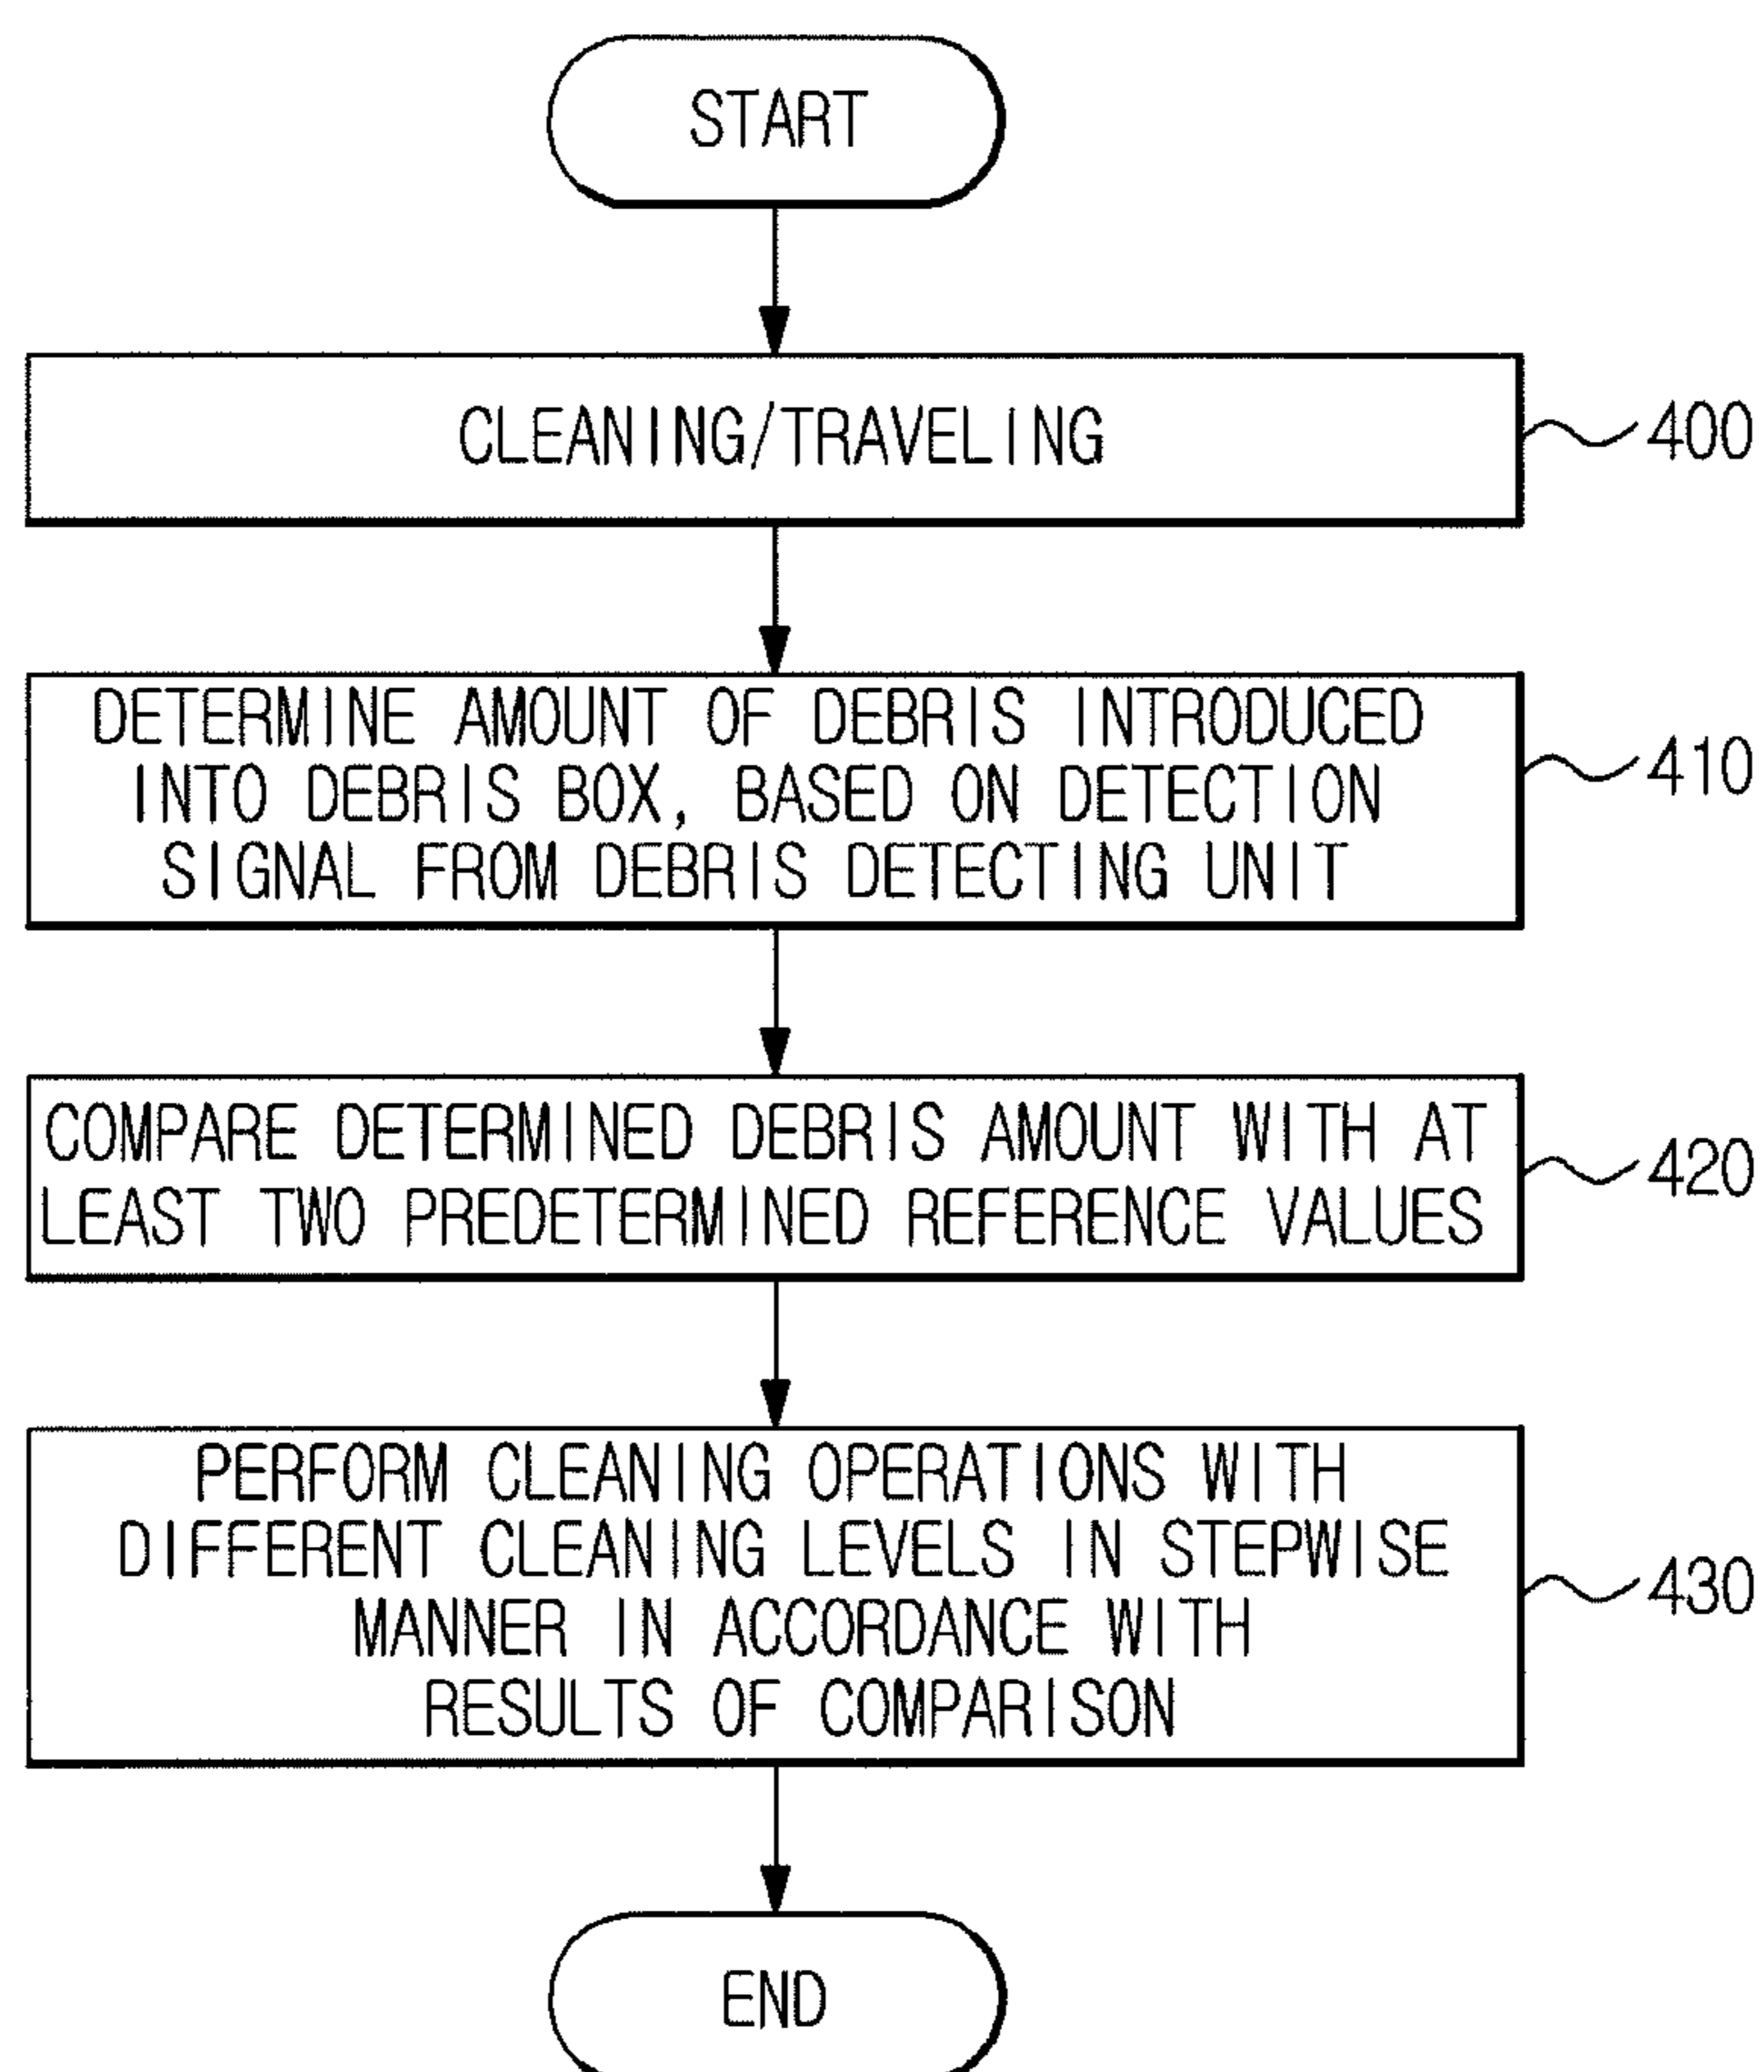 START
CLEANING/TRAVELING
400
DETERMINE AMOUNT OF DEBRIS INTRODUCED
INTO DEBRIS BOX, BASED ON DETECTION
SIGNAL FROM DEBRIS DETECTING UNIT
410
COMPARE DETERMINED DEBRIS AMOUNT WITH AT
LEAST TWO PREDETERMINED REFERENCE VALUES
420
PERFORM CLEANING OPERATIONS WITH
DIFFERENT CLEANING LEVELS IN STEPWISE
MANNER IN ACCORDANCE WITH
RESULTS OF COMPARISON
430
END